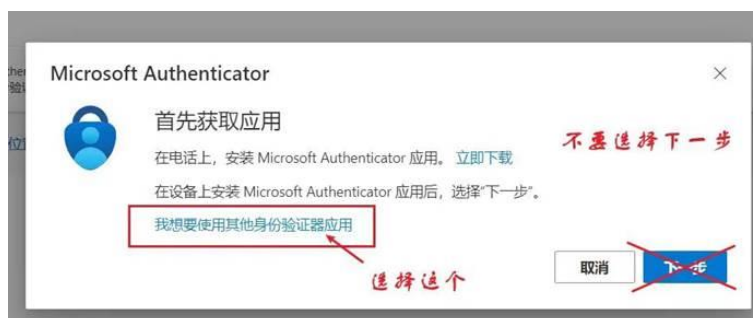 Microsoft Authenticator
首先获取应用
在电话上，安装 Microsoft Authenticator 应用。 立即下载
不要选择下一步
在设备上安装 Microsoft Authenticator 应用后，选择"下一步"。
我想要使用其他身份验证器应用
选择这个
取消
下一步